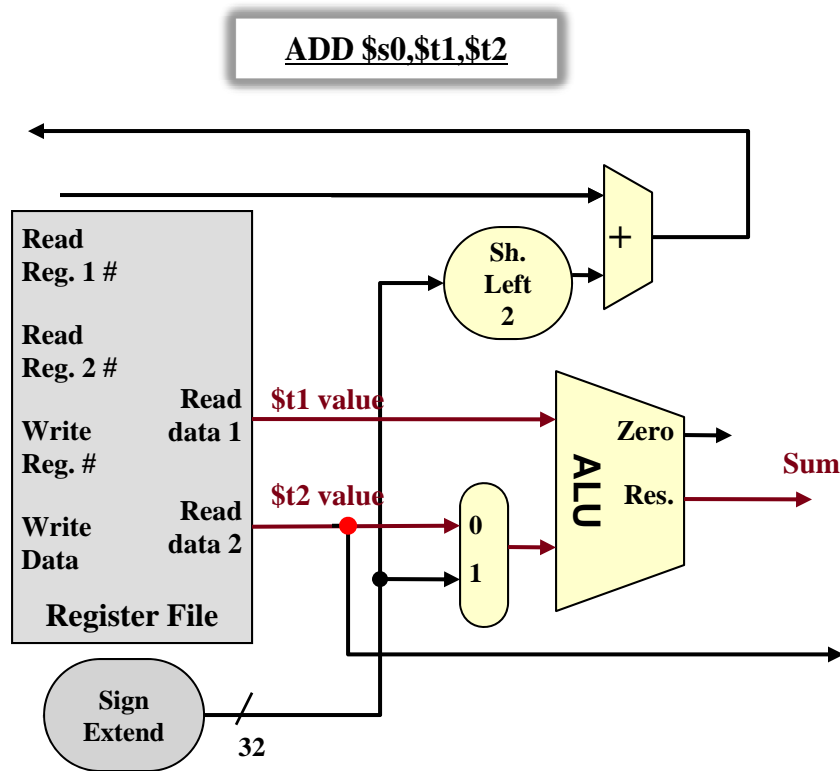 ADD $s0,$t1,$t2
+
Sh.
Left
2
Read
Reg. 1 #
Read
Reg. 2 #
Write
Reg. #
Write
Data
Read
data 1
Read
data 2
Register File
$t1 value
$t2 value
0
1
ALU
Zero
Res.
Sum
Sign
Extend
32